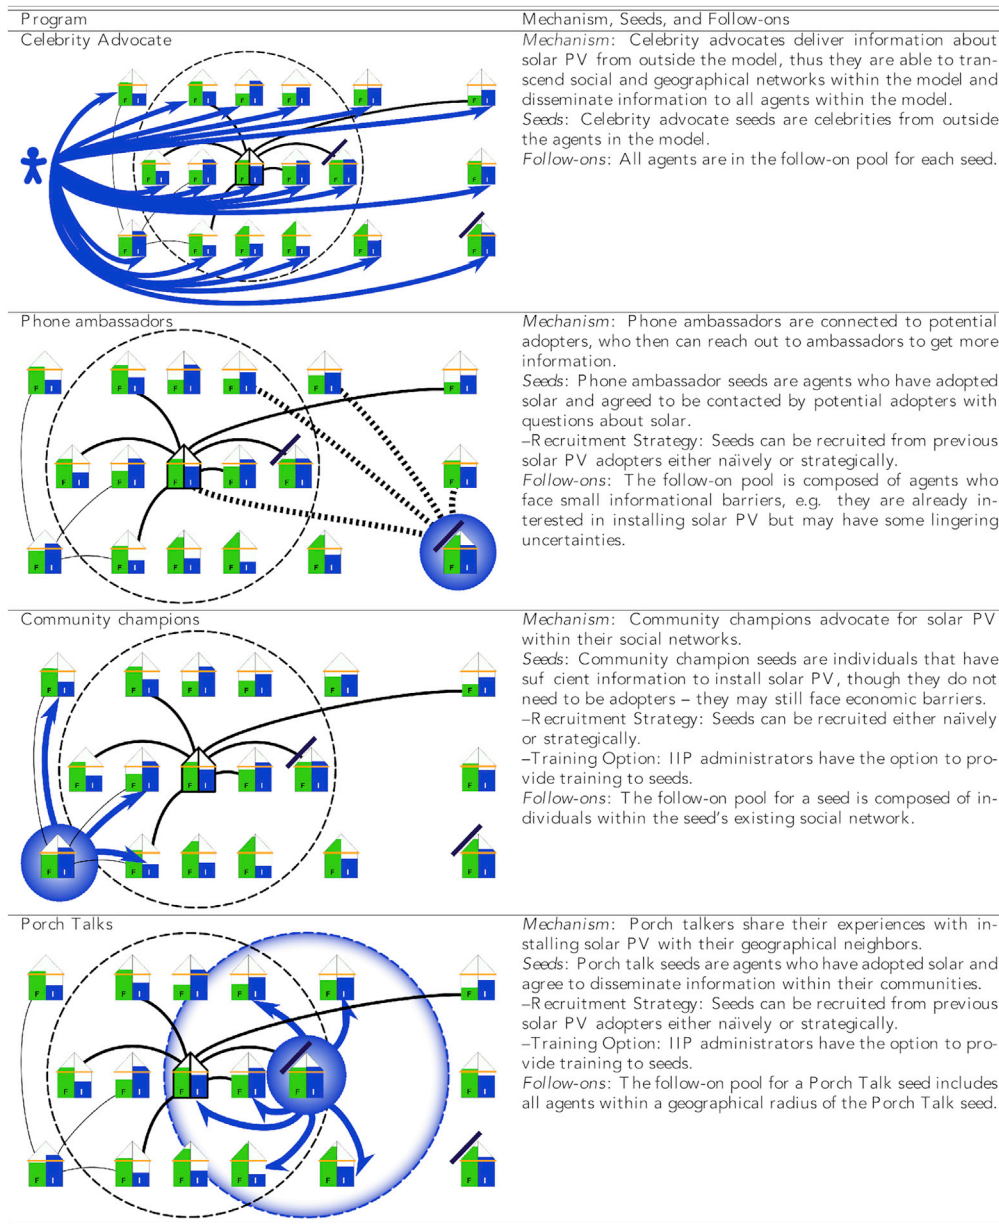 Program
Mechanism, Seeds, and Follow-ons
Celebrity Advocate
Mechanism: Celebrity advocates deliver information about
solar PV from outside the model, thus they are able to tran-
scend social and geographical networks within the model and
disseminate information to all agents within the model.
Seeds: Celebrity advocate seeds are celebrities from outside
the agents in the model.
Follow-ons: All agents are in the follow-on pool for each seed.
F I F I F I F I F I F I
F I F I F I F I F I F I
F I F I F I F I F I F I
Phone ambassadors
Mechanism: Phone ambassadors are connected to potential
adopters, who then can reach out to ambassadors to get more
information.
Seeds: Phone ambassador seeds are agents who have adopted
solar and agreed to be contacted by potential adopters with
questions about solar.
–Recruitment Strategy: Seeds can be recruited from previous
solar PV adopters either näively or strategically.
Follow-ons: The follow-on pool is composed of agents who
face small informational barriers, e.g. they are already in-
terested in installing solar PV but may have some lingering
uncertainties.
F I F I F I F I F I F I
F I F I F I F I F I F I
F I F I F I F I F I F I
Community champions
Mechanism: Community champions advocate for solar PV
within their social networks.
Seeds: Community champion seeds are individuals that have
suf cient information to install solar PV, though they do not
need to be adopters – they may still face economic barriers.
–Recruitment Strategy: Seeds can be recruited either näively
or strategically.
–Training Option: IIP administrators have the option to pro-
vide training to seeds.
Follow-ons: The follow-on pool for a seed is composed of in-
dividuals within the seed's existing social network.
F I F I F I F I F I F I
F I F I F I F I F I F I
F I F I F I F I F I F I
Porch Talks
Mechanism: Porch talkers share their experiences with in-
stalling solar PV with their geographical neighbors.
Seeds: Porch talk seeds are agents who have adopted solar and
agree to disseminate information within their communities.
–Recruitment Strategy: Seeds can be recruited from previous
solar PV adopters either näively or strategically.
–Training Option: IIP administrators have the option to pro-
vide training to seeds.
Follow-ons: The follow-on pool for a Porch Talk seed includes
all agents within a geographical radius of the Porch Talk seed.
F I F I F I F I F I F I
F I F I F I F I F I F I
F I F I F I F I F I F I